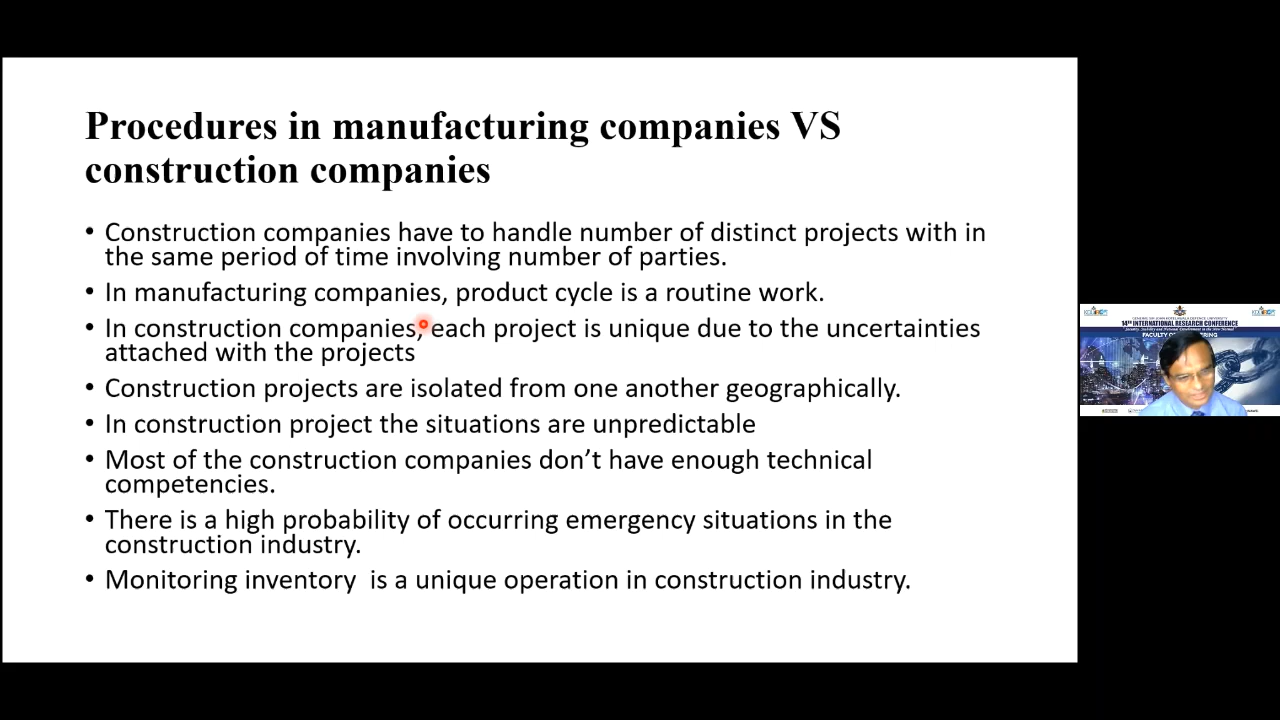 Procedures in manufacturing companies VS
construction companies
• Construction companies have to handle number of distinct projects with in
the same period of time involving number of parties.
• In manufacturing companies, product cycle is a routine work.
• In construction companies, each project is unique due to the uncertainties
attached with the projects
• Construction projects are isolated from one another geographically.
• In construction project the situations are unpredictable
• Most of the construction companies don’t have enough technical
competencies.
• There is a high probability of occurring emergency situations in the
construction industry.
• Monitoring inventory  is a unique operation in construction industry.
14TH INTERNATIONAL RESEARCH CONFERENCE